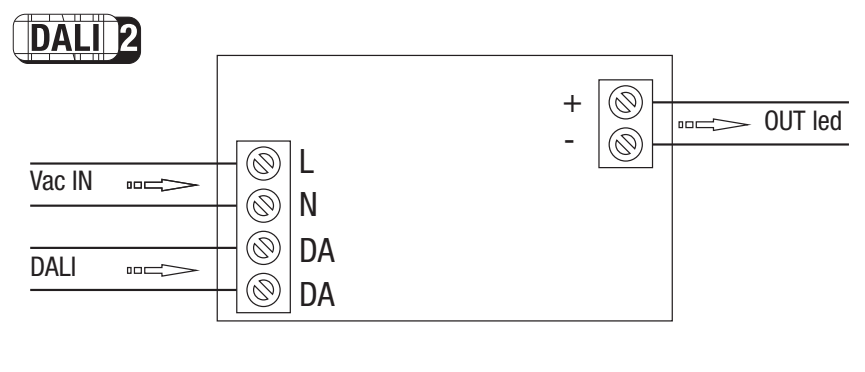 DALI 2
+
-
OUT led
Vac IN
L
N
DALI
DA
DA